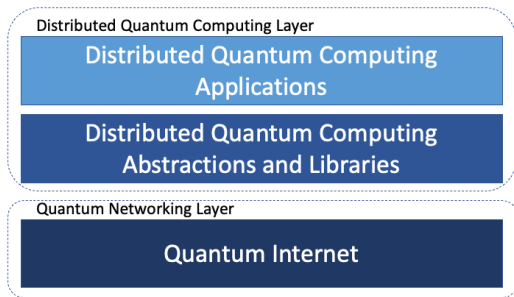 Distributed Quantum Computing Layer
Distributed Quantum Computing
Applications
Distributed Quantum Computing
Abstractions and Libraries
Quantum Networking Layer
Quantum Internet